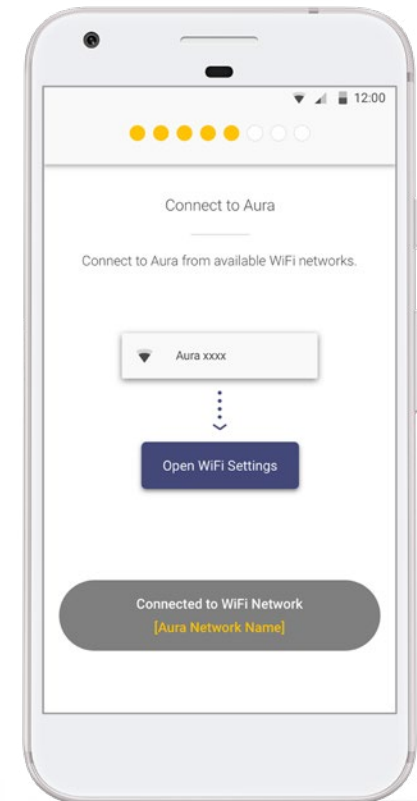 12:00
Connect to Aura
Connect to Aura from available WiFi networks.
Aura xxxx
Open WiFi Settings
Connected to WiFi Network
[Aura Network Name]